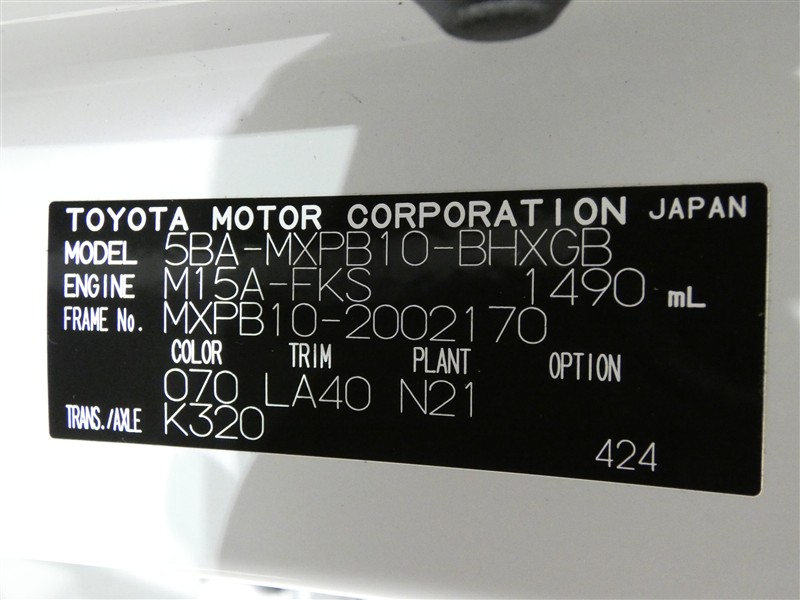 TOYOTA MOTOR CORPORATION JAPAN
MODEL 5BA-MXPB10-BHXGB
ENGINE M15A-FKS 1490 mL
FRAME No. MXPB10-2002170
COLOR TRIM PLANT OPTION
070 LA40 N21
TRANS./AXLE K320
424